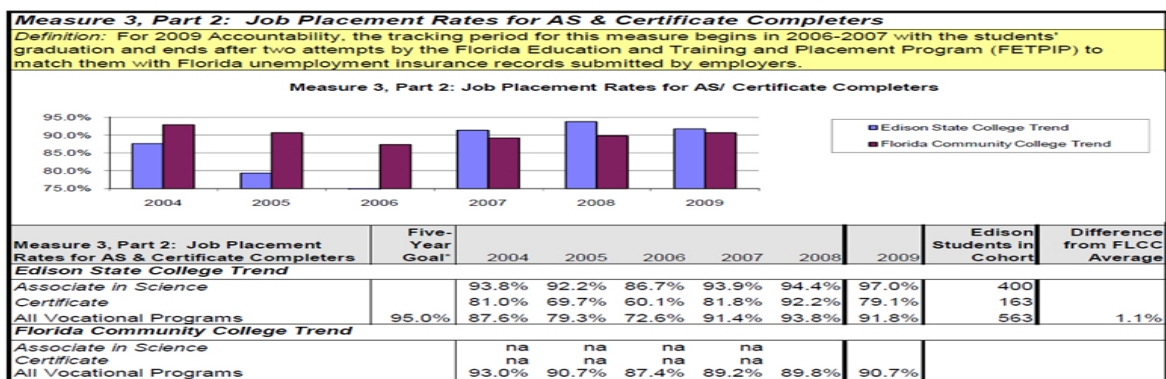 Measure 3, Part 2: Job Placement Rates for AS & Certificate Completers
Definition: For 2009 Accountability, the tracking period for this measure begins in 2006-2007 with the students'
graduation and ends after two attempts by the Florida Education and Training and Placement Program (FETPIP) to
match them with Florida unemployment insurance records submitted by employers.
Measure 3, Part 2: Job Placement Rates for AS/ Certificate Completers
95.0%
90.0%
85.0%
80.0%
75.0%
2004 2005 2006 2007 2008 2009
Edison State College Trend
Florida Community College Trend
Measure 3, Part 2: Job Placement Rates for AS & Certificate Completers Five-Year Goal* 2004 2005 2006 2007 2008 2009 Edison Students in Cohort Difference from FLCC Average
Edison State College Trend
Associate in Science 93.8% 92.2% 86.7% 93.9% 94.4% 97.0% 400
Certificate 81.0% 69.7% 60.1% 81.8% 92.2% 79.1% 163
All Vocational Programs 95.0% 87.6% 79.3% 72.6% 91.4% 93.8% 91.8% 563 1.1%
Florida Community College Trend
Associate in Science na na na na
Certificate na na na na
All Vocational Programs 93.0% 90.7% 87.4% 89.2% 89.8% 90.7%